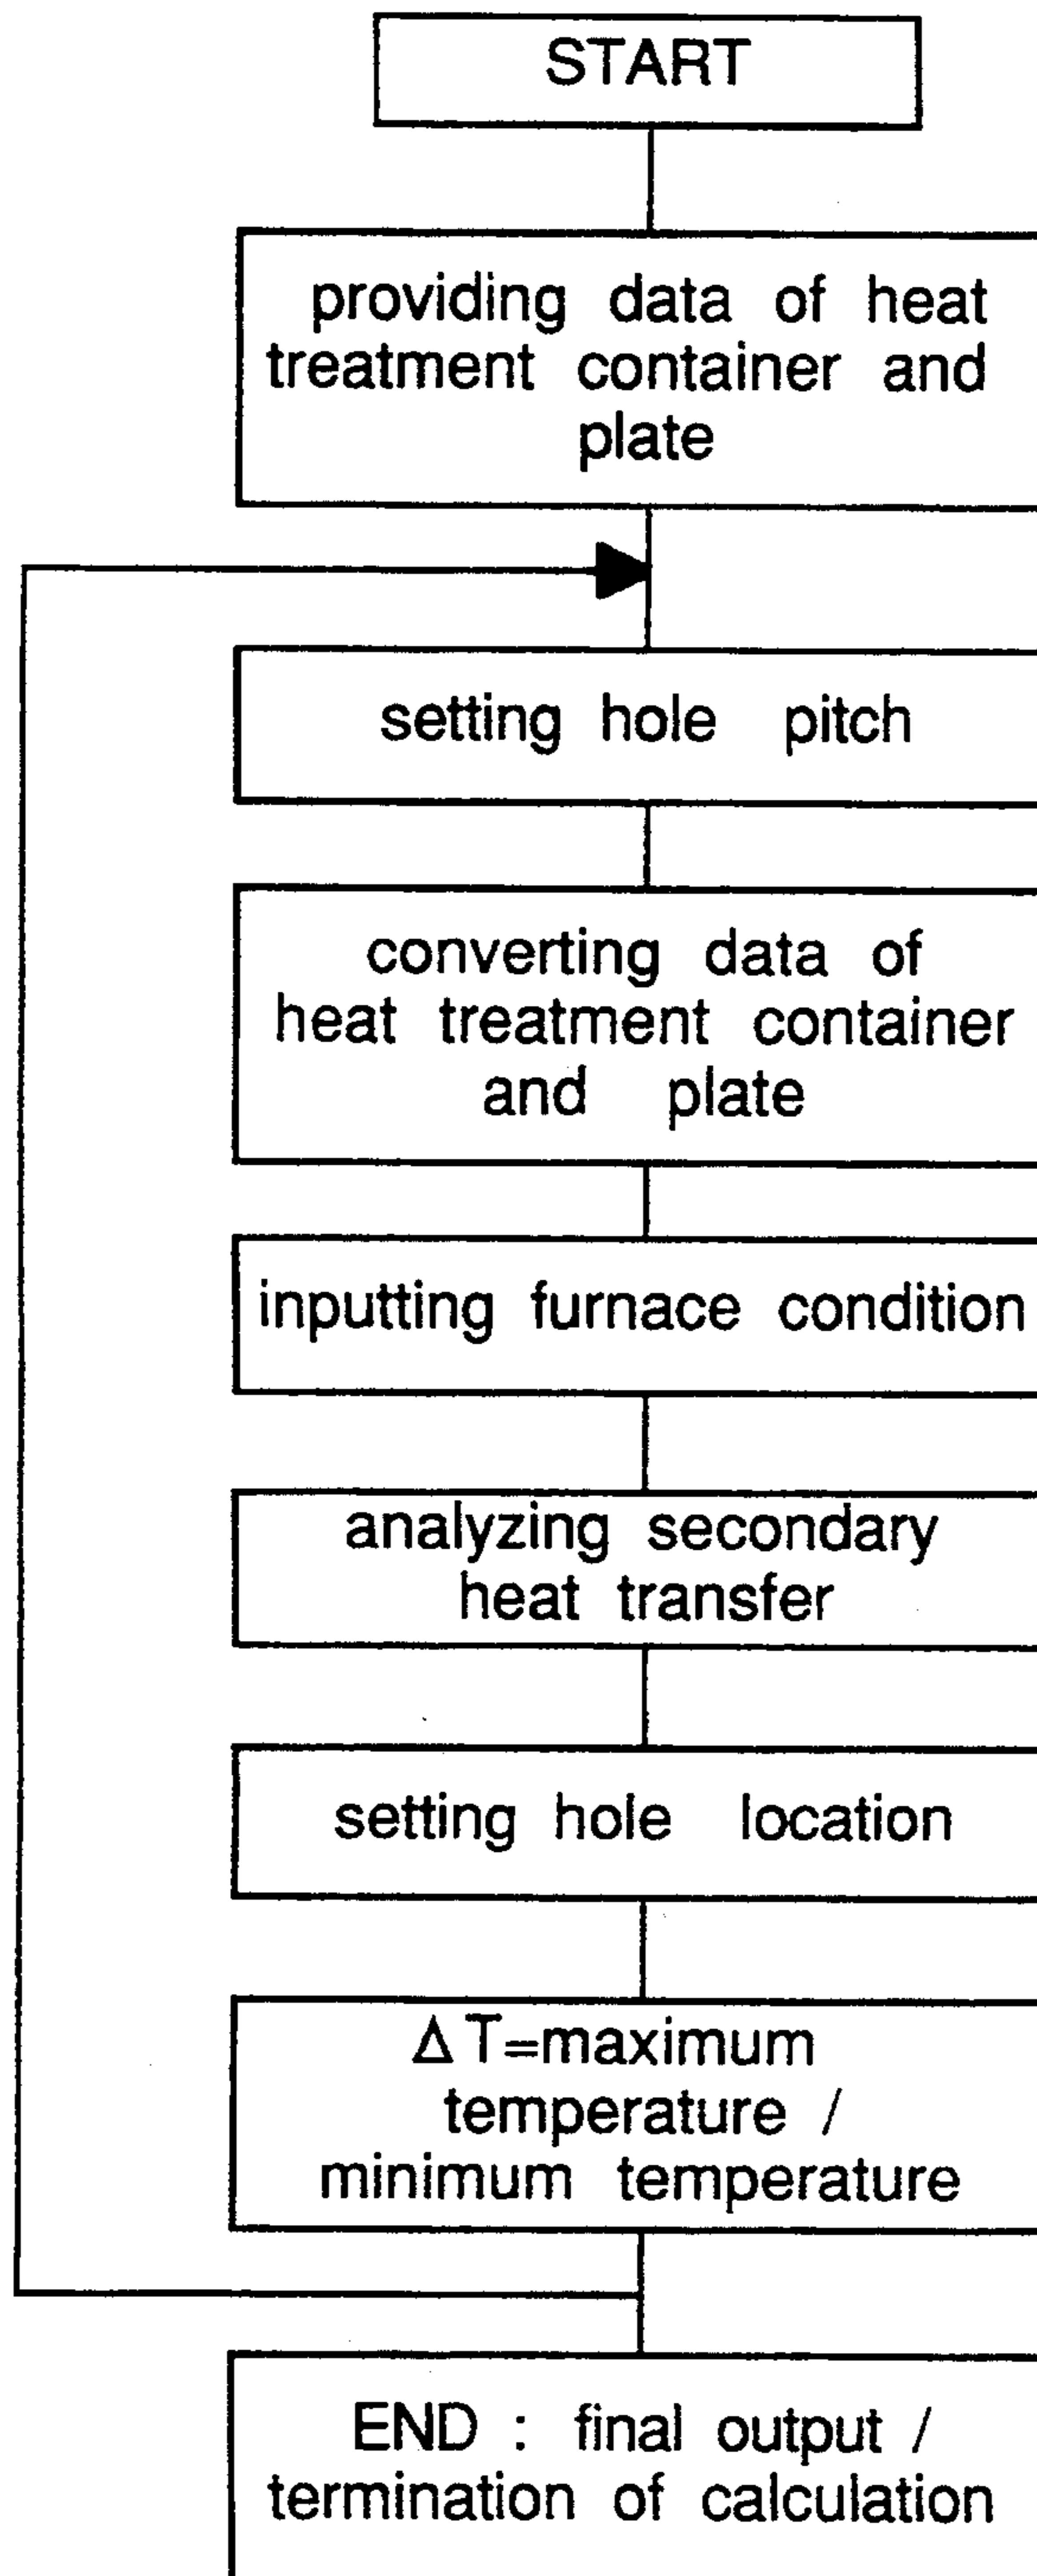 START
providing data of heat
treatment container and
plate
setting hole pitch
converting data of
heat treatment container
and plate
inputting furnace condition
analyzing secondary
heat transfer
setting hole location
ΔT=maximum
temperature /
minimum temperature
END : final output /
termination of calculation